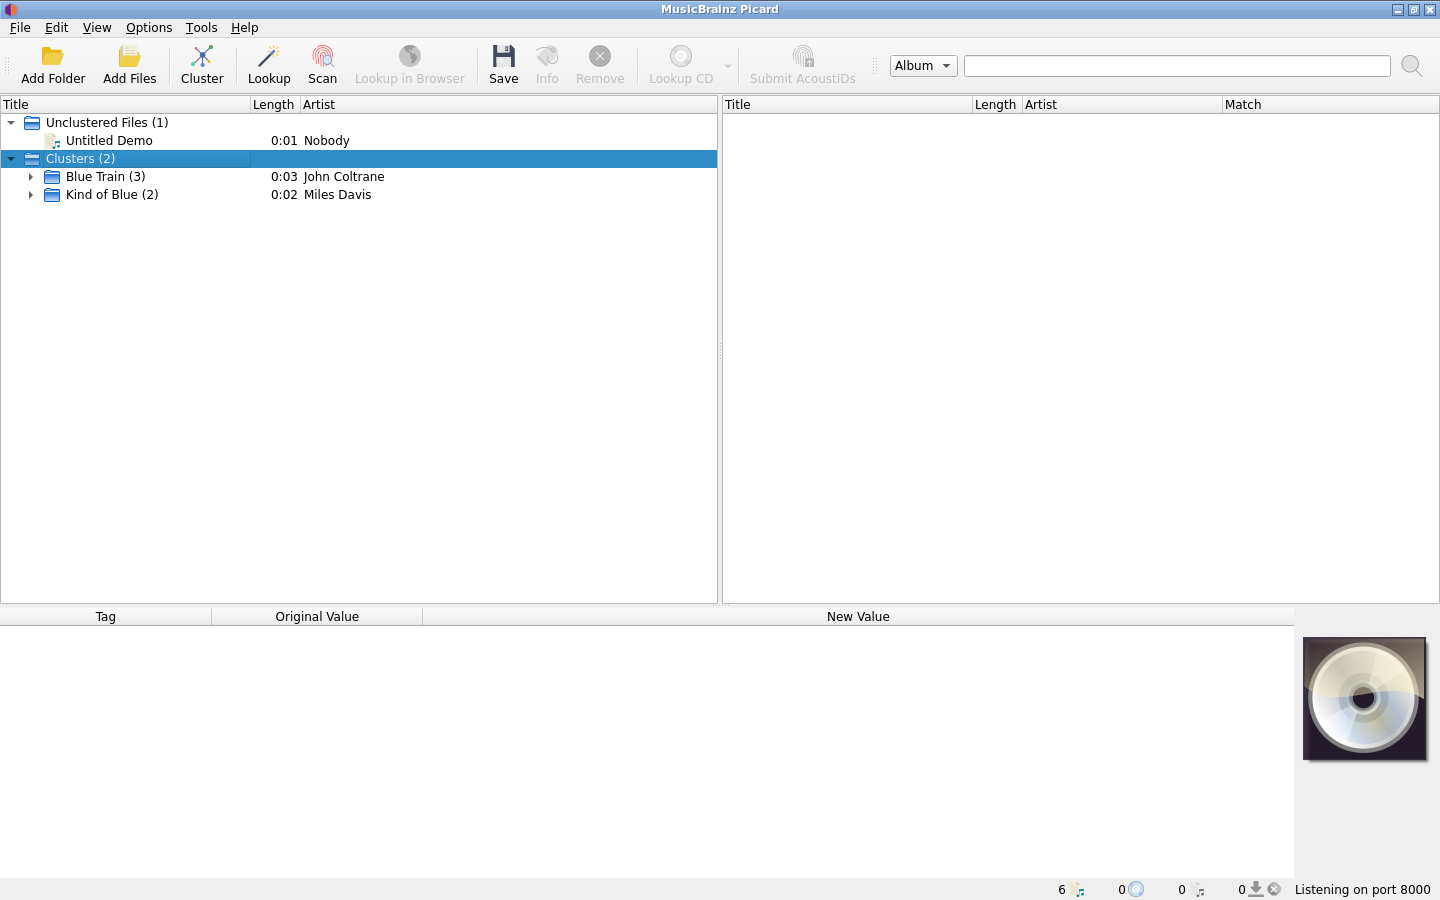 MusicBrainz Picard
File Edit View Options Tools Help
Add Folder Add Files Cluster Lookup Scan Lookup in Browser Save Info Remove Lookup CD Submit AcoustIDs Album
Title Length Artist Title Length Artist Match
Unclustered Files (1)
Untitled Demo 0:01 Nobody
Clusters (2)
Blue Train (3) 0:03 John Coltrane
Kind of Blue (2) 0:02 Miles Davis
Tag Original Value New Value
6 0 0 0 Listening on port 8000